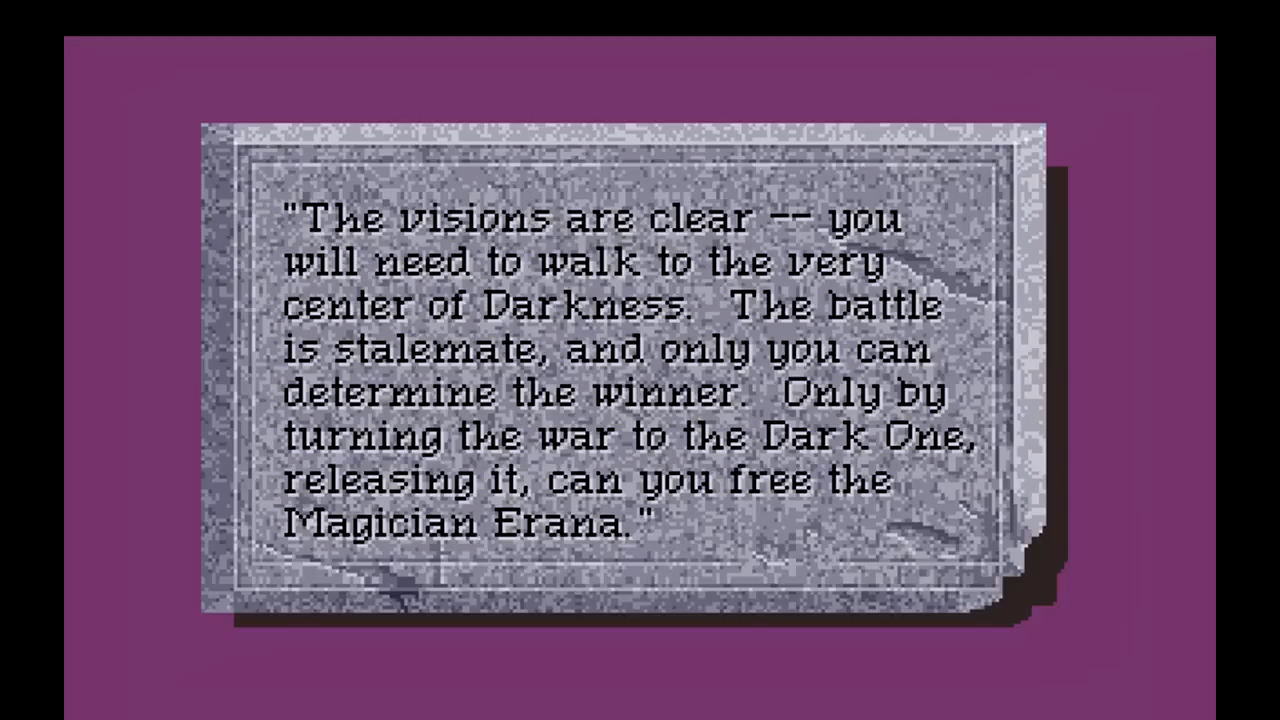 "The visions are clear -- you
will need to walk to the very
center of Darkness.  The battle
is stalemate, and only you can
determine the winner.  Only by
turning the war to the Dark One,
releasing it, can you free the
Magician Erana."